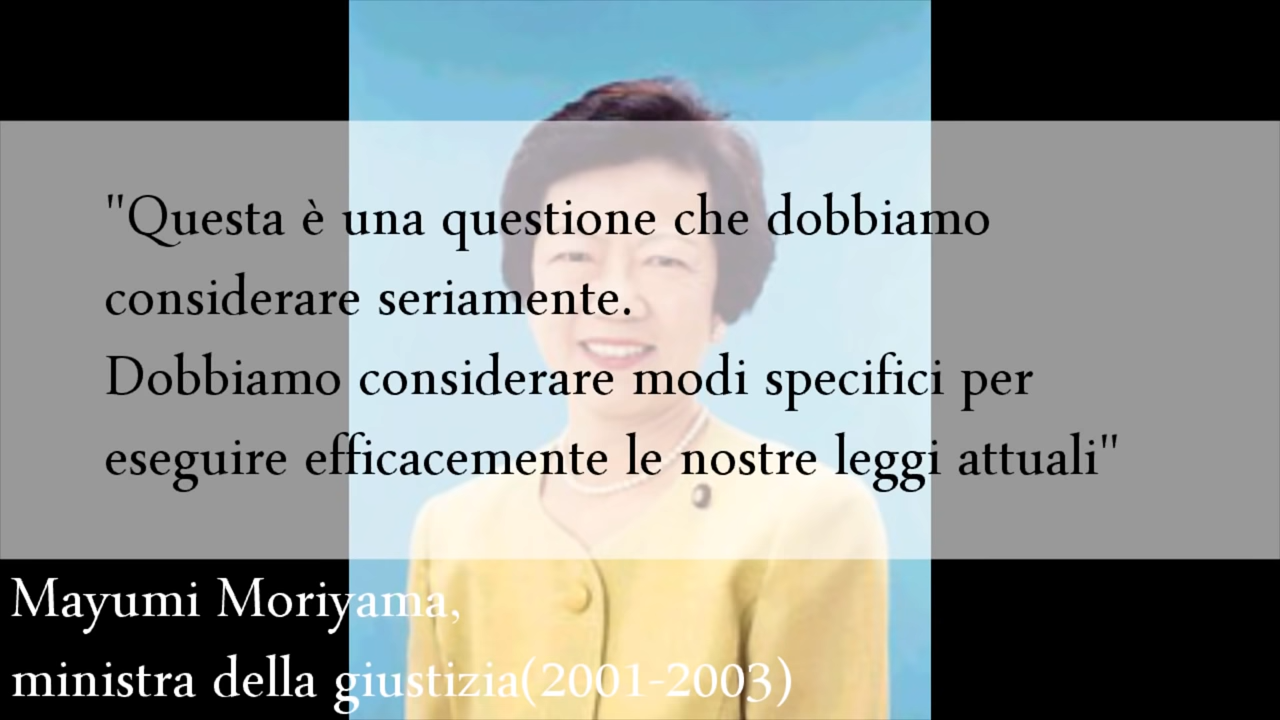 "Questa è una questione che dobbiamo
considerare seriamente.
Dobbiamo considerare modi specifici per
eseguire efficacemente le nostre leggi attuali"
Mayumi Moriyama,
ministra della giustizia(2001-2003)